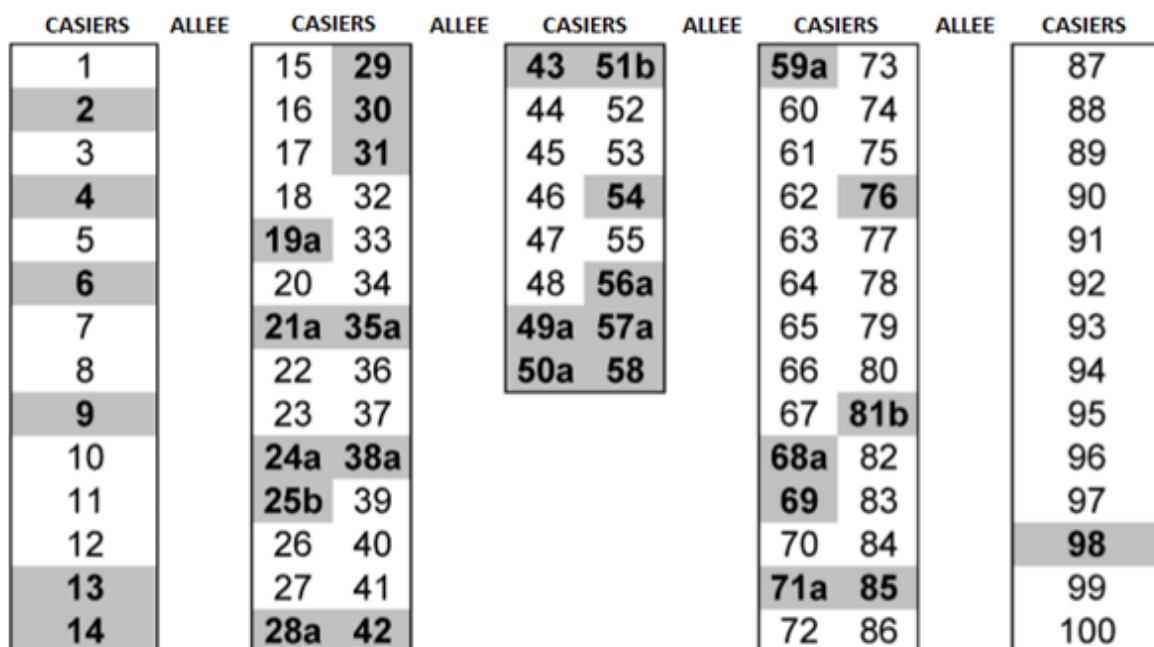 CASIERS ALLEE CASIERS ALLEE CASIERS ALLEE CASIERS ALLEE CASIERS
1 15 29 43 51b 59a 73 87
2 16 30 44 52 60 74 88
3 17 31 45 53 61 75 89
4 18 32 46 54 62 76 90
5 19a 33 47 55 63 77 91
6 20 34 48 56a 64 78 92
7 21a 35a 49a 57a 65 79 93
8 22 36 50a 58 66 80 94
9 23 37 67 81b 95
10 24a 38a 68a 82 96
11 25b 39 69 83 97
12 26 40 70 84 98
13 27 41 71a 85 99
14 28a 42 72 86 100